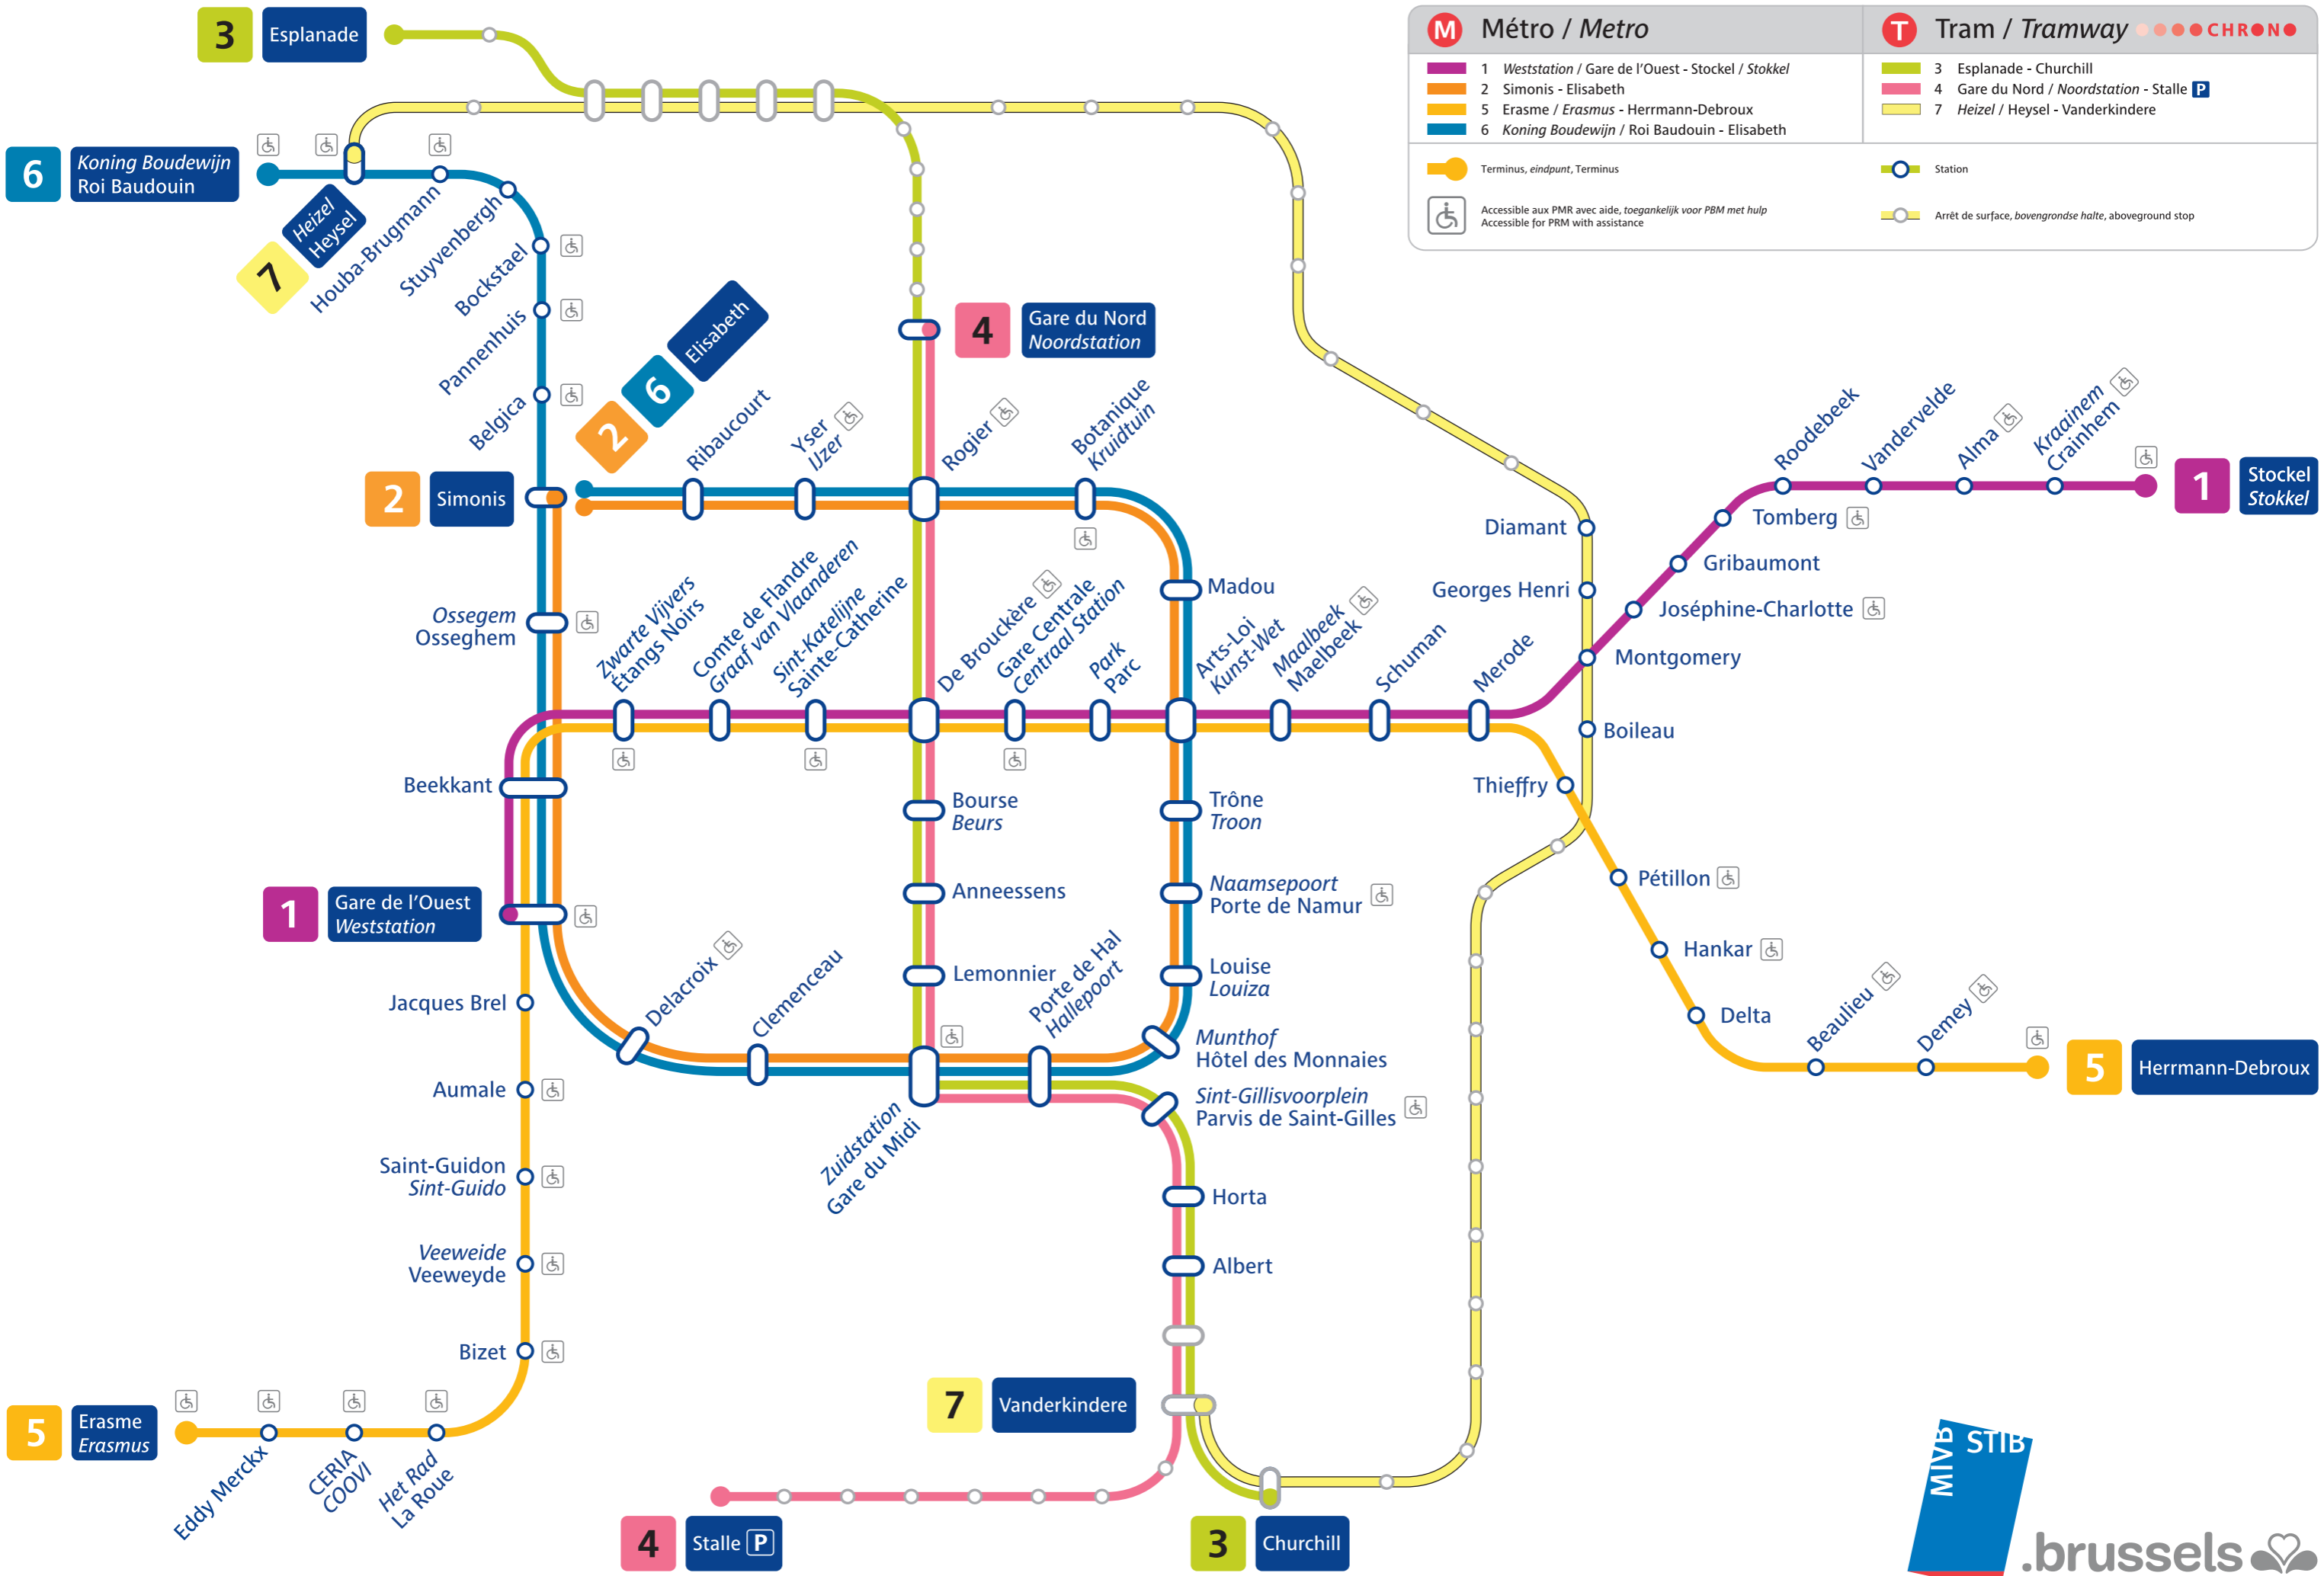 3 Esplanade
M Métro / Metro
1 Weststation / Gare de l'Ouest - Stockel / Stokkel
2 Simonis - Elisabeth
5 Erasme / Erasmus - Herrmann-Debroux
6 Koning Boudewijn / Roi Baudouin - Elisabeth
T Tram / Tramway CHRONO
3 Esplanade - Churchill
4 Gare du Nord / Noordstation - Stalle P
7 Heizel / Heysel - Vanderkindere
Terminus, eindpunt, Terminus
Station
Accessible aux PMR avec aide, toegankelijk voor PBM met hulp
Accessible for PRM with assistance
Arrêt de surface, bovengrondse halte, aboveground stop
6 Koning Boudewijn
Roi Baudouin
7 Heizel
Heysel
Houba-Brugmann
Stuyvenbergh
Bockstael
Pannenhuis
Belgica
2 6 Elisabeth
4 Gare du Nord
Noordstation
Ribaucourt
Yser
IJzer
Rogier
Botanique
Kruidtuin
2 Simonis
Roodebeek
Vandervelde
Alma
Kraainem
Crainhem
1 Stockel
Stokkel
Tomberg
Gribaumont
Joséphine-Charlotte
Montgomery
Diamant
Georges Henri
Boileau
Madou
Ossegem
Osseghem
Zwarte Vijvers
Étangs Noirs
Comte de Flandre
Graaf van Vlaanderen
Sint-Katelijne
Sainte-Catherine
De Brouckère
Gare Centrale
Centraal Station
Park
Parc
Arts-Loi
Kunst-Wet
Maalbeek
Maelbeek
Schuman
Merode
Beekkant
Thieffry
Bourse
Beurs
Trône
Troon
Anneessens
Naamsepoort
Porte de Namur
Pétillon
1 Gare de l'Ouest
Weststation
Hankar
Delacroix
Clemenceau
Lemonnier
Porte de Hal
Hallepoort
Louise
Louiza
Jacques Brel
Delta
Beaulieu
Demey
5 Herrmann-Debroux
Munthof
Hôtel des Monnaies
Aumale
Zuidstation
Gare du Midi
Sint-Gillisvoorplein
Parvis de Saint-Gilles
Saint-Guidon
Sint-Guido
Horta
Veeweide
Veeweyde
Albert
Bizet
7 Vanderkindere
5 Erasme
Erasmus
Eddy Merckx
CERIA
COOVI
Het Rad
La Roue
4 Stalle P
3 Churchill
MIVB STIB
.brussels